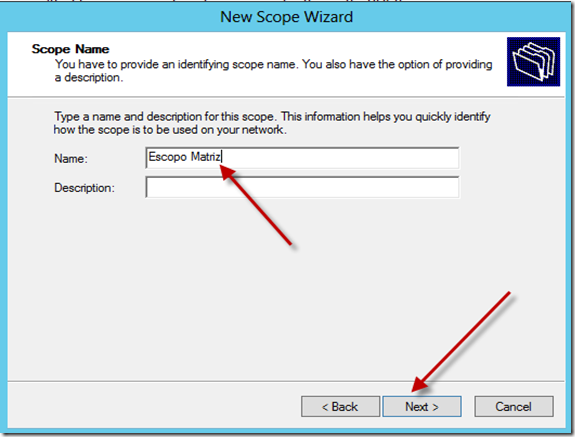 New Scope Wizard
Scope Name
You have to provide an identifying scope name. You also have the option of providing
a description.
Type a name and description for this scope. This information helps you quickly identify
how the scope is to be used on your network.
Name:
Escopo Matriz
Description:
< Back
Next >
Cancel